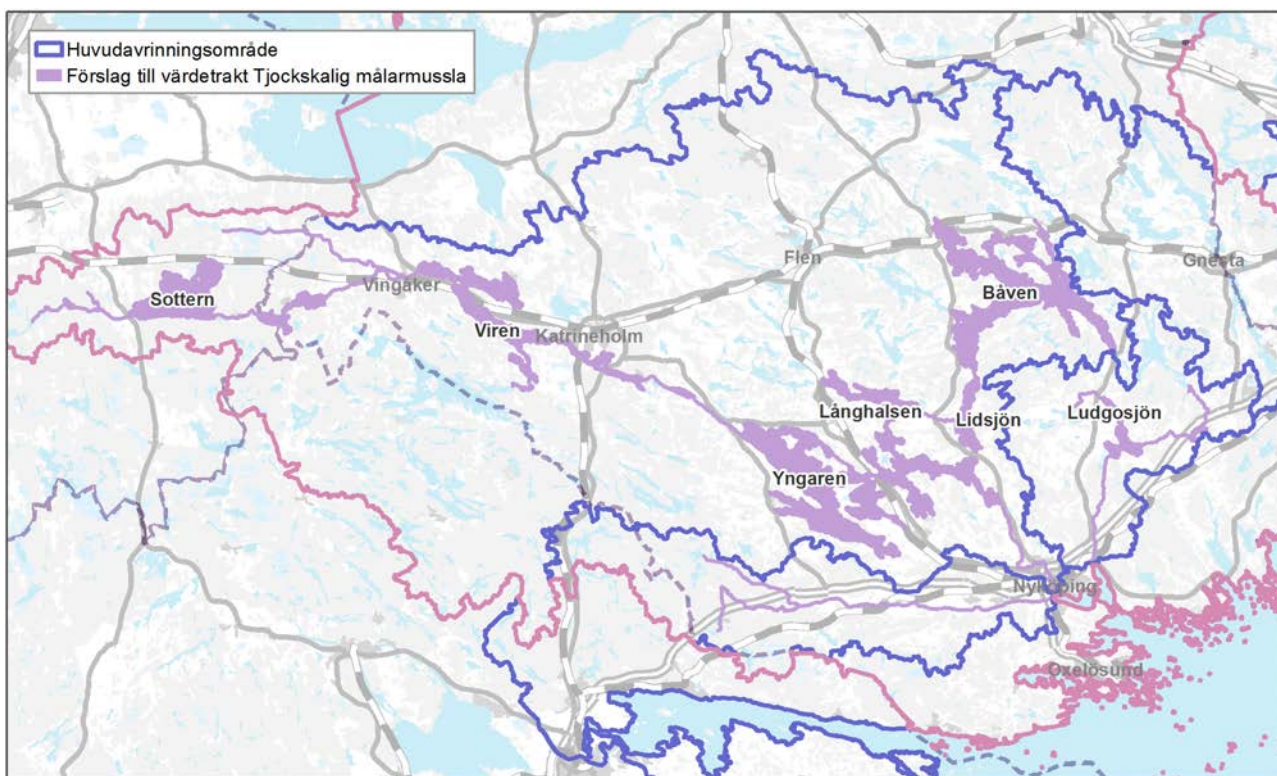 Huvudavrinningsområde
Förslag till värdetrakt Tjockskalig målarmussla
Flen
Gnesta
Vingåker
Båven
Sottern
Viren
Katrineholm
Långhalsen
Lidsjön
Ludgosjön
Yngaren
Nyköping
Oxelösund